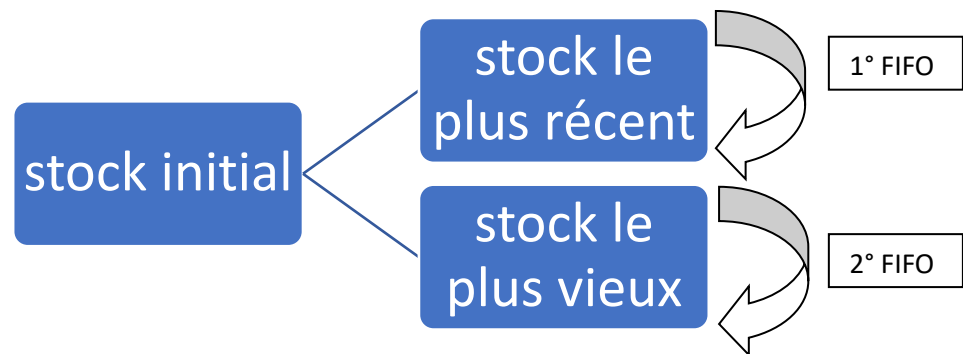 stock initial
stock le
plus récent
1° FIFO
stock le
plus vieux
2° FIFO